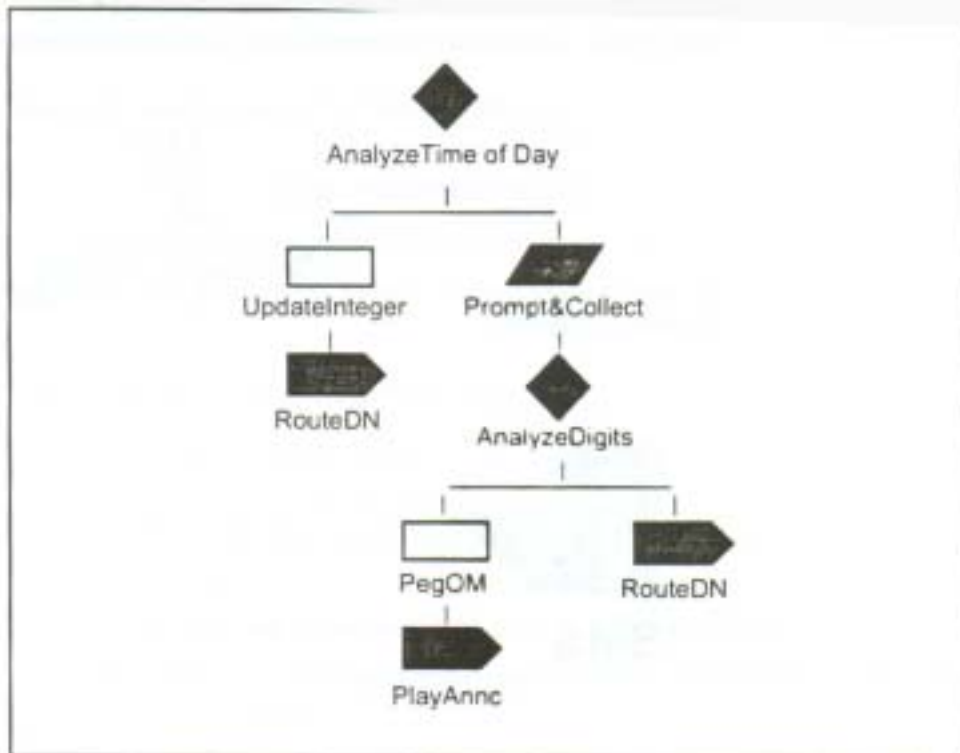 AnalyzeTime of Day
UpdateInteger
Prompt&Collect
RouteDN
AnalyzeDigits
PegOM
RouteDN
PlayAnnc